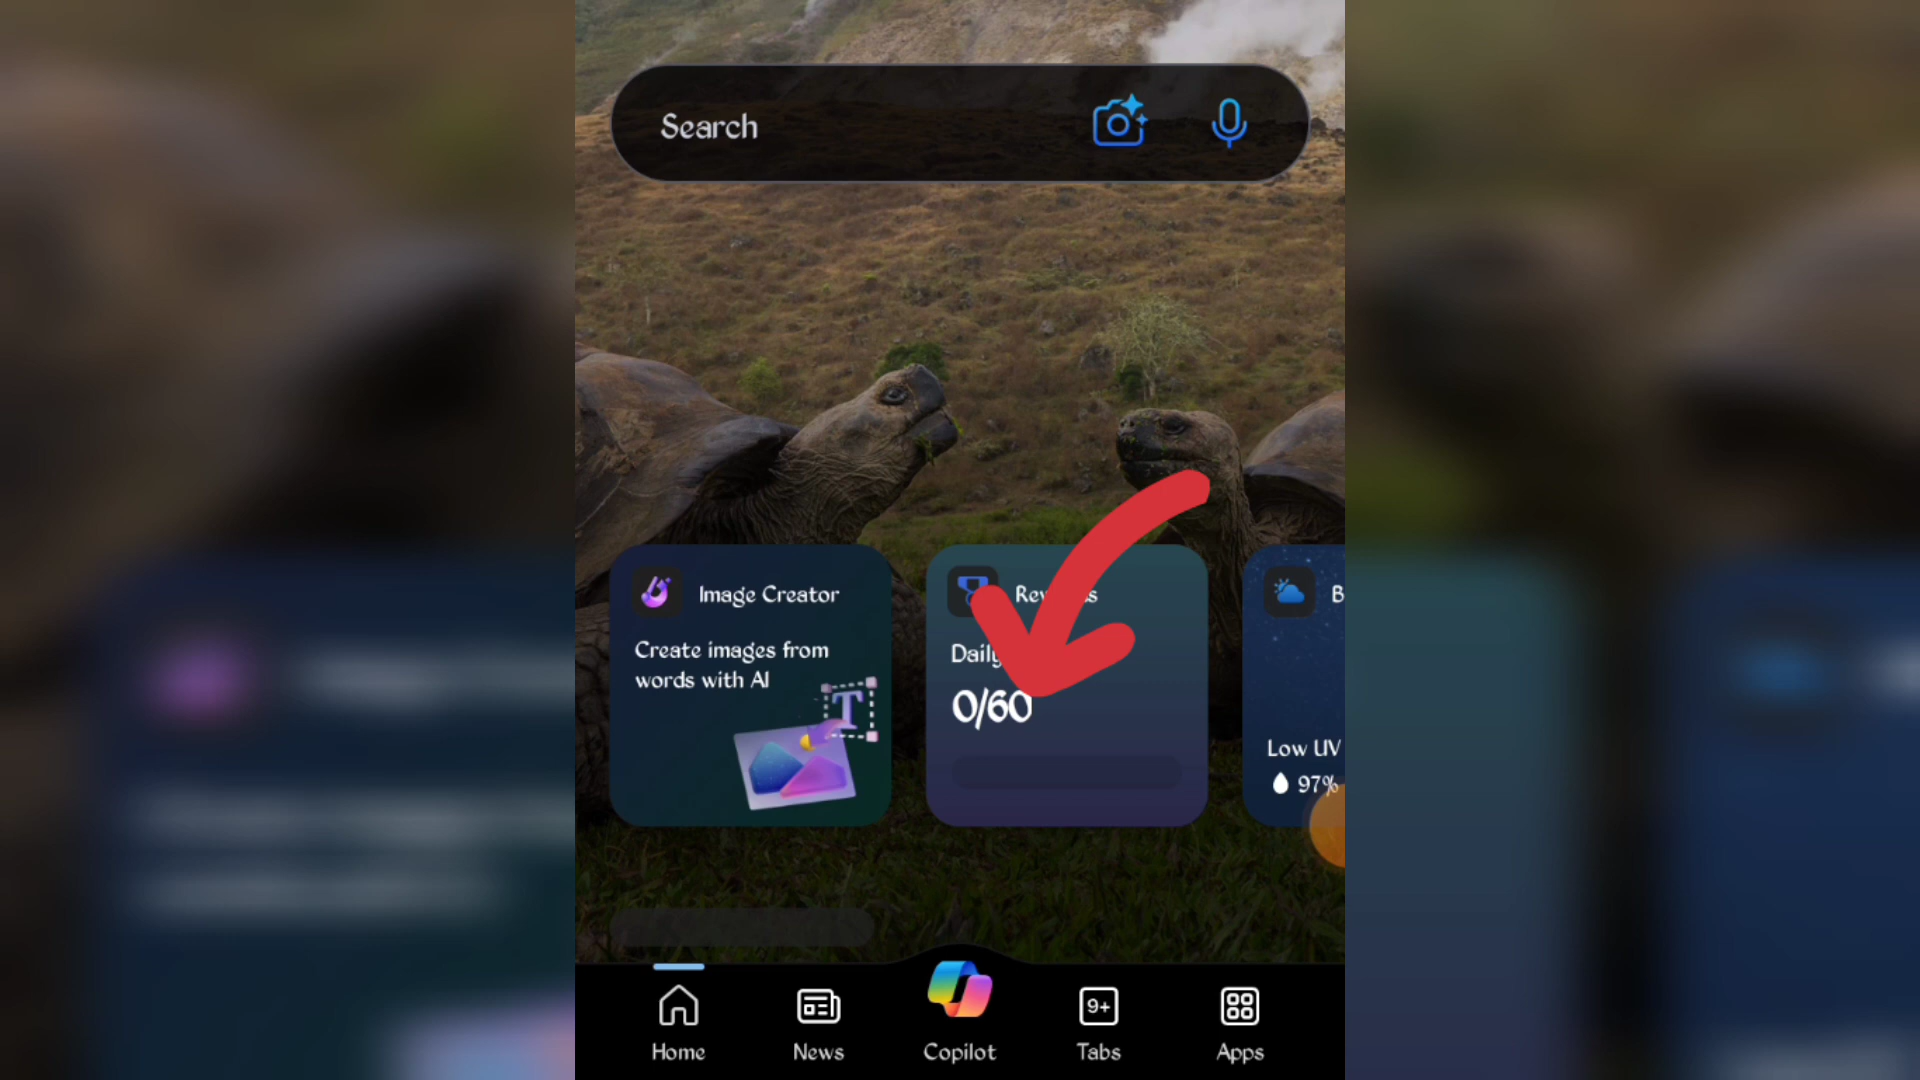 Search
Image Creator
Create images from
words with AI
T
Daily
0/60
Low UV
97%
9+
Home
News
Copilot
Tabs
Apps